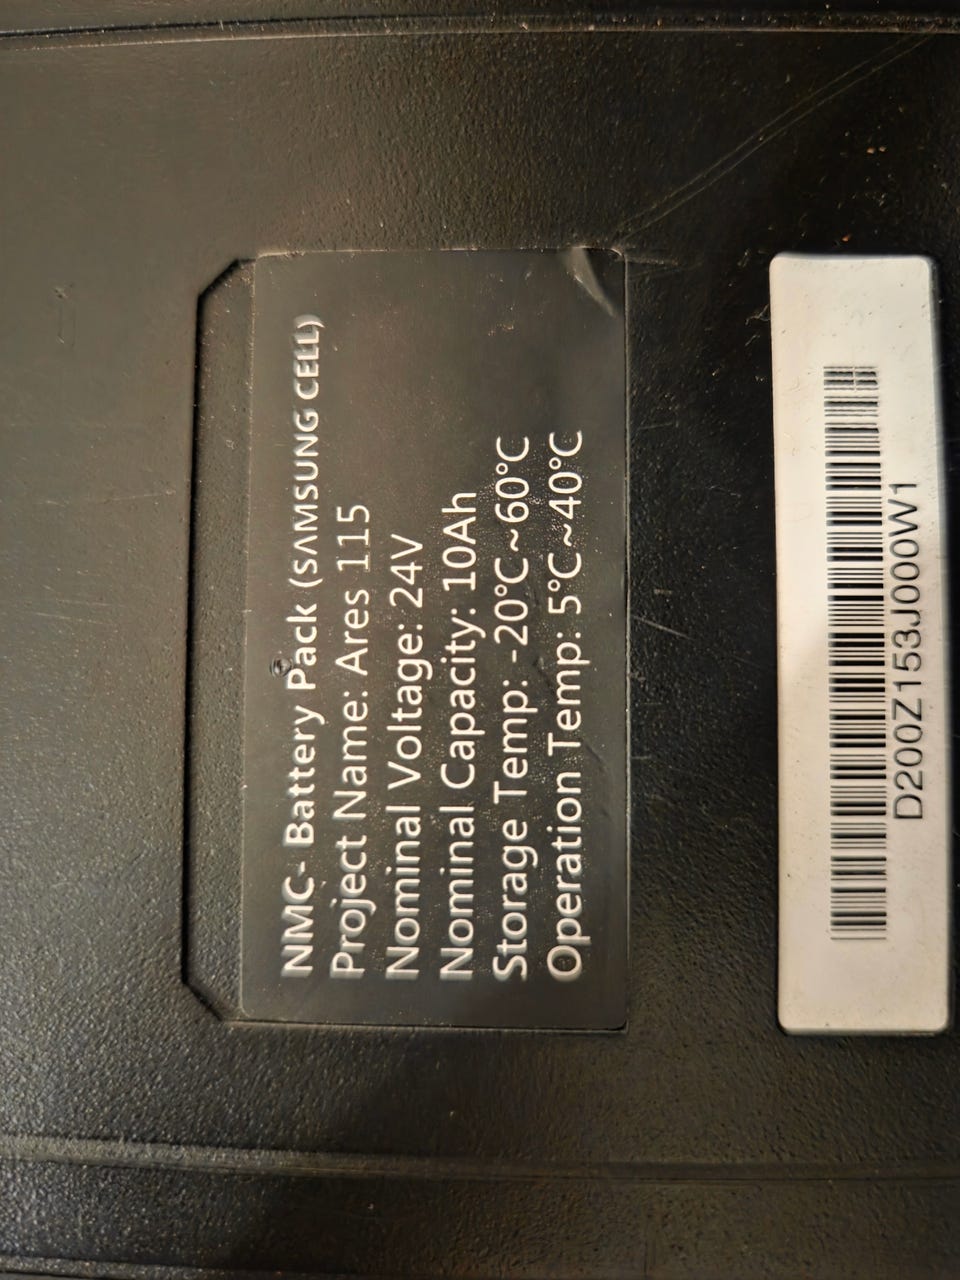 NMC- Battery Pack (SAMSUNG CELL)
Project Name: Ares 115
Nominal Voltage: 24V
Nominal Capacity: 10Ah
Storage Temp: -20°C~60°C
Operation Temp: 5°C~40°C
D200Z153J000W1